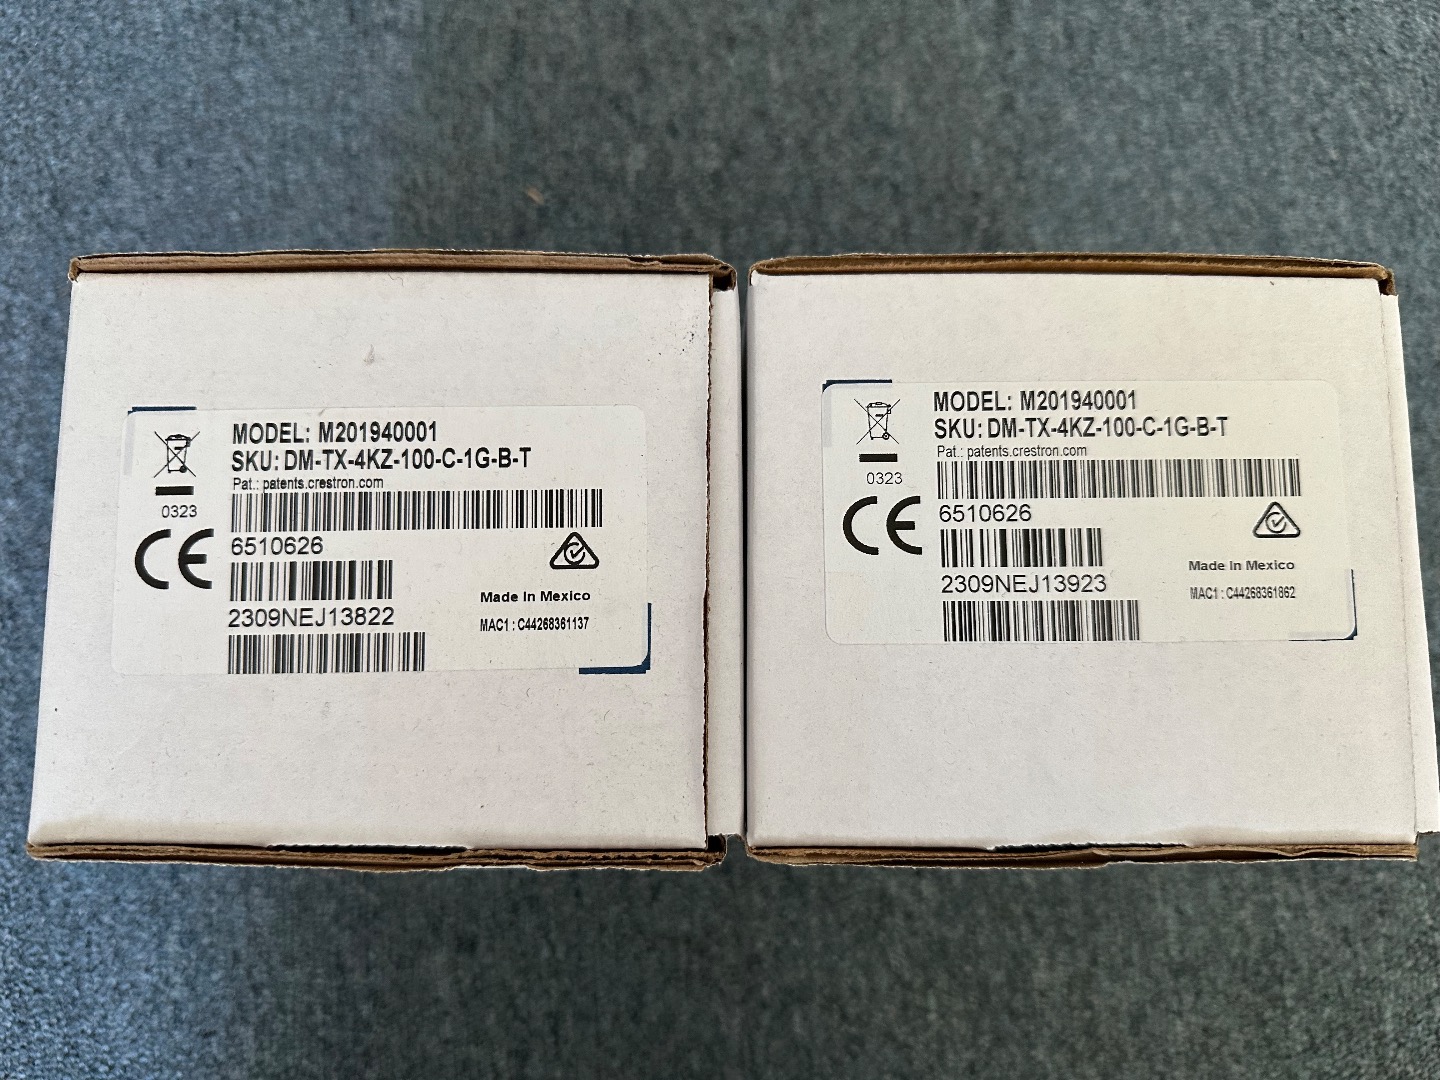 MODEL: M201940001
SKU: DM-TX-4KZ-100-C-1G-B-T
Pat.: patents.crestron.com
0323
CE
6510626
2309NEJ13822
Made In Mexico
MAC1 : C44268361137
MODEL: M201940001
SKU: DM-TX-4KZ-100-C-1G-B-T
Pat.: patents.crestron.com
0323
CE
6510626
2309NEJ13923
Made In Mexico
MAC1 : C44268361862